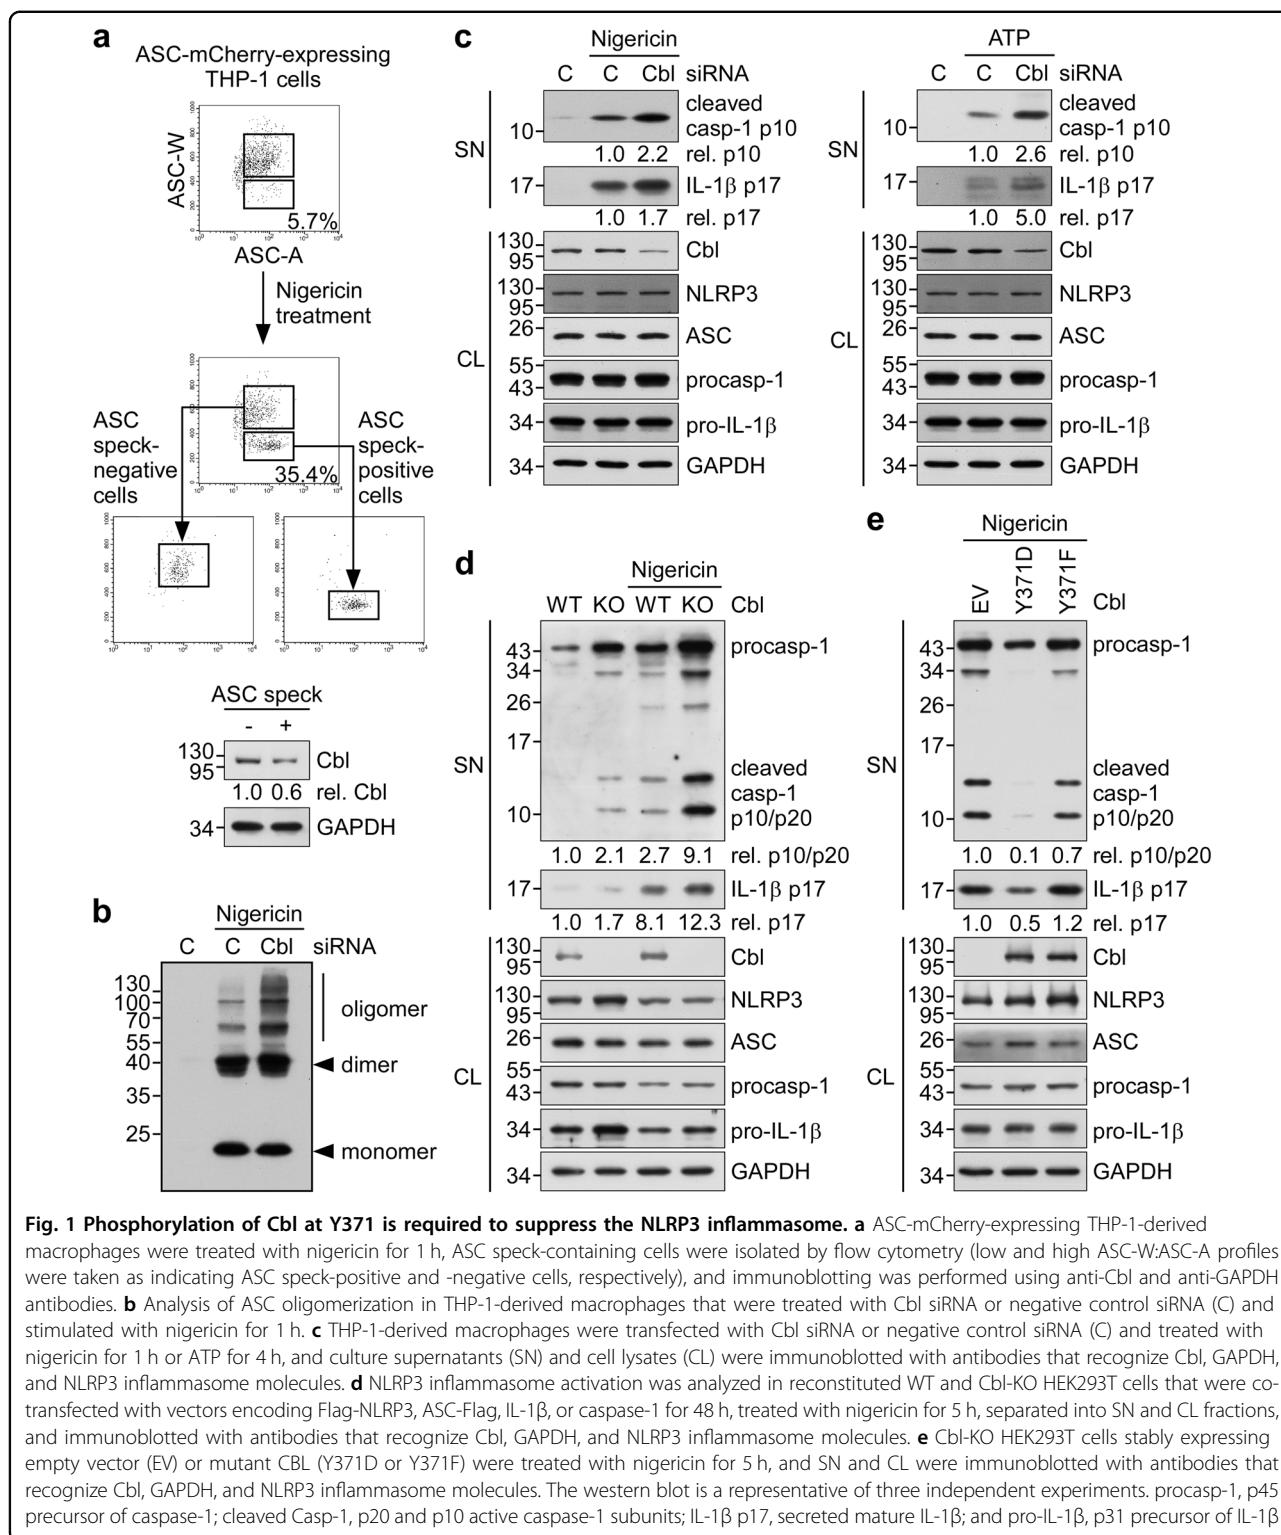 a
ASC-mCherry-expressing
THP-1 cells
ASC-W
5.7%
ASC-A
Nigericin
treatment
ASC
speck-
negative
cells
ASC
speck-
positive
cells
35.4%
ASC speck
- +
130
95
Cbl
1.0 0.6 rel. Cbl
34 GAPDH
b
Nigericin
C C Cbl siRNA
130
100
70
55
40
35
25
oligomer
dimer
monomer
c
Nigericin
C C Cbl siRNA
SN
10
cleaved
casp-1 p10
1.0 2.2 rel. p10
17 IL-1β p17
1.0 1.7 rel. p17
CL
130
95
Cbl
130
95
NLRP3
26 ASC
55
43
procasp-1
34 pro-IL-1β
34 GAPDH
ATP
C C Cbl siRNA
SN
10
cleaved
casp-1 p10
1.0 2.6 rel. p10
17 IL-1β p17
1.0 5.0 rel. p17
CL
130
95
Cbl
130
95
NLRP3
26 ASC
55
43
procasp-1
34 pro-IL-1β
34 GAPDH
d
Nigericin
WT KO WT KO Cbl
SN
43 procasp-1
34
26
17
10
cleaved
casp-1
p10/p20
1.0 2.1 2.7 9.1 rel. p10/p20
17 IL-1β p17
1.0 1.7 8.1 12.3 rel. p17
CL
130
95
Cbl
130
95
NLRP3
26 ASC
55
43
procasp-1
34 pro-IL-1β
34 GAPDH
e
Nigericin
EV Y371D Y371F Cbl
SN
43 procasp-1
34
26
17
10
cleaved
casp-1
p10/p20
1.0 0.1 0.7 rel. p10/p20
17 IL-1β p17
1.0 0.5 1.2 rel. p17
CL
130
95
Cbl
130
95
NLRP3
26 ASC
55
43
procasp-1
34 pro-IL-1β
34 GAPDH
Fig. 1 Phosphorylation of Cbl at Y371 is required to suppress the NLRP3 inflammasome. a ASC-mCherry-expressing THP-1-derived
macrophages were treated with nigericin for 1 h, ASC speck-containing cells were isolated by flow cytometry (low and high ASC-W:ASC-A profiles
were taken as indicating ASC speck-positive and -negative cells, respectively), and immunoblotting was performed using anti-Cbl and anti-GAPDH
antibodies. b Analysis of ASC oligomerization in THP-1-derived macrophages that were treated with Cbl siRNA or negative control siRNA (C) and
stimulated with nigericin for 1 h. c THP-1-derived macrophages were transfected with Cbl siRNA or negative control siRNA (C) and treated with
nigericin for 1 h or ATP for 4 h, and culture supernatants (SN) and cell lysates (CL) were immunoblotted with antibodies that recognize Cbl, GAPDH,
and NLRP3 inflammasome molecules. d NLRP3 inflammasome activation was analyzed in reconstituted WT and Cbl-KO HEK293T cells that were co-
transfected with vectors encoding Flag-NLRP3, ASC-Flag, IL-1β, or caspase-1 for 48 h, treated with nigericin for 5 h, separated into SN and CL fractions,
and immunoblotted with antibodies that recognize Cbl, GAPDH, and NLRP3 inflammasome molecules. e Cbl-KO HEK293T cells stably expressing
empty vector (EV) or mutant CBL (Y371D or Y371F) were treated with nigericin for 5 h, and SN and CL were immunoblotted with antibodies that
recognize Cbl, GAPDH, and NLRP3 inflammasome molecules. The western blot is a representative of three independent experiments. procasp-1, p45
precursor of caspase-1; cleaved Casp-1, p20 and p10 active caspase-1 subunits; IL-1β p17, secreted mature IL-1β; and pro-IL-1β, p31 precursor of IL-1β